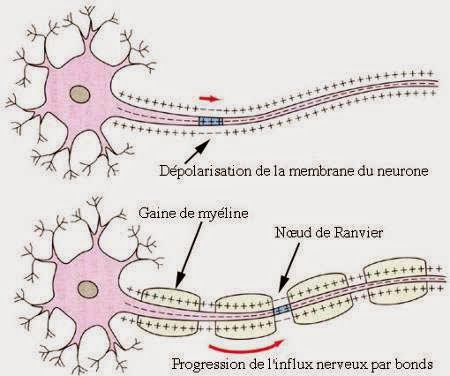 Dépolarisation de la membrane du neurone
Gaine de myéline
Nœud de Ranvier
Progression de l'influx nerveux par bonds